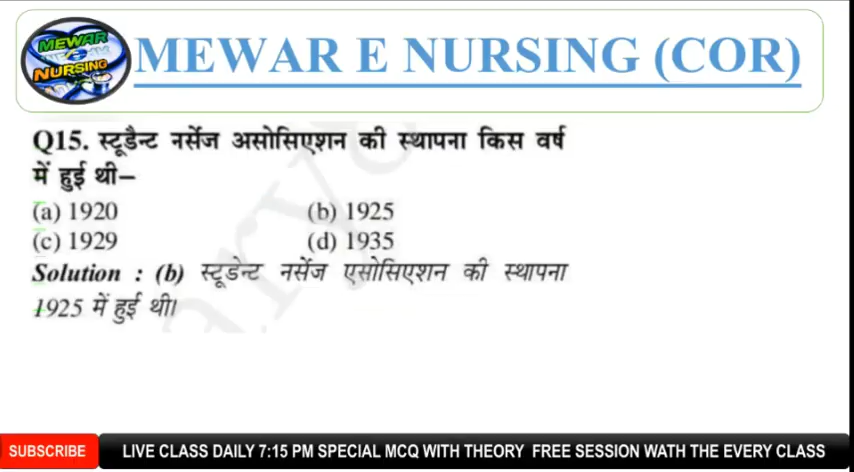 MEWAR
NURSING
MEWAR E NURSING (COR)
Q15. स्टूडैन्ट नर्सेज असोसिएशन की स्थापना किस वर्ष
में हुई थी–
(a) 1920 (b) 1925
(c) 1929 (d) 1935
Solution : (b) स्टूडेन्ट नर्सेज एसोसिएशन की स्थापना
1925 में हुई थी।
SUBSCRIBE LIVE CLASS DAILY 7:15 PM SPECIAL MCQ WITH THEORY FREE SESSION WATH THE EVERY CLASS